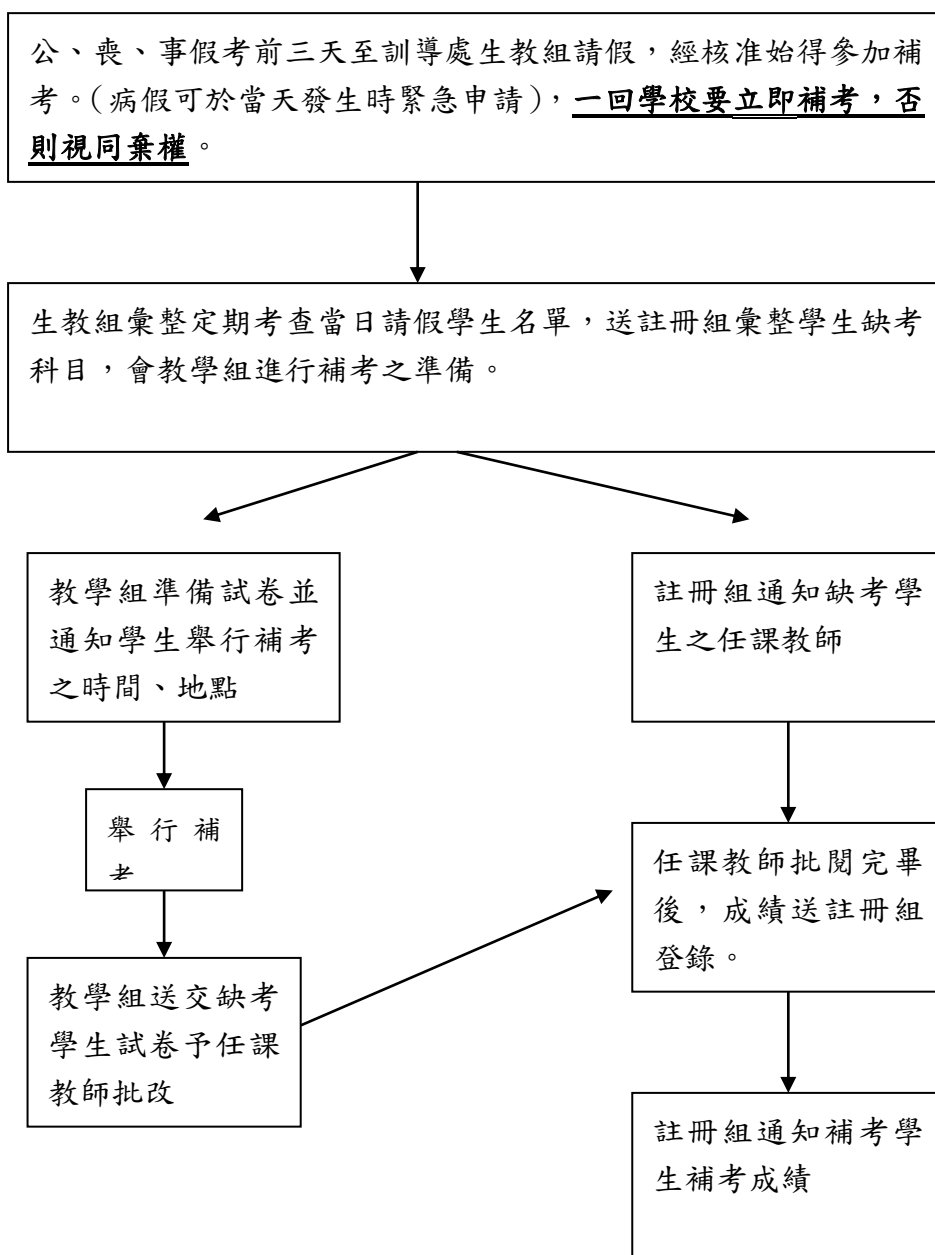 公、喪、事假考前三天至訓導處生教組請假，經核准始得參加補
考。(病假可於當天發生時緊急申請)，一回學校要立即補考，否
則視同棄權。
生教組彙整定期考查當日請假學生名單，送註冊組彙整學生缺考
科目，會教學組進行補考之準備。
教學組準備試卷並
通知學生舉行補考
之時間、地點
註冊組通知缺考學
生之任課教師
舉行補
考
任課教師批閱完畢
後，成績送註冊組
登錄。
教學組送交缺考
學生試卷予任課
教師批改
註冊組通知補考學
生補考成績